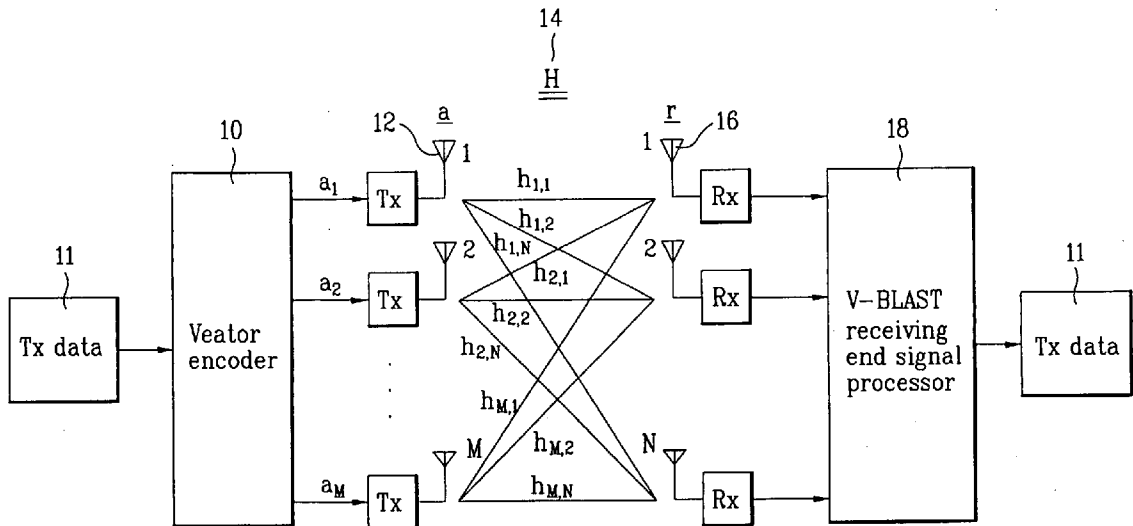 14
H
a
r
12
1
1
16
10
18
a1
Tx
h1,1
Rx
h1,2
h1,N
2
2
11
h2,1
11
a2
Tx
Rx
h2,2
Tx data
Veator
encoder
h2,N
V-BLAST
receiving
end signal
processor
Tx data
hM,1
M
hM,2
N
aM
Tx
hM,N
Rx